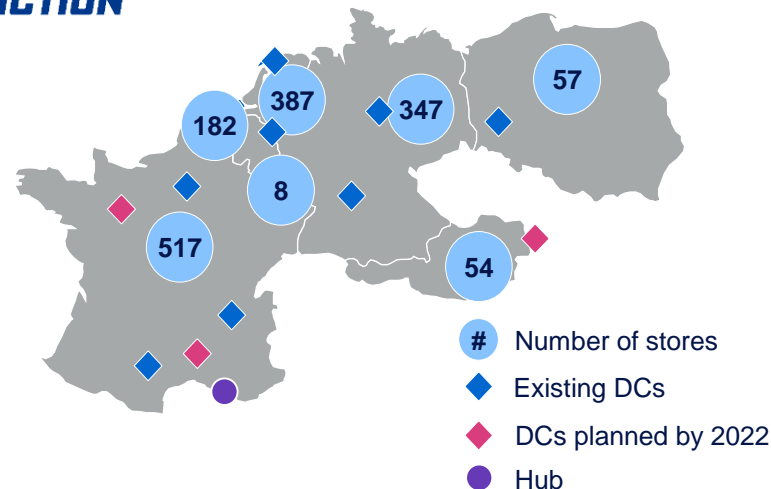 ACTION
57
387
347
182
8
517
54
# Number of stores
Existing DCs
DCs planned by 2022
Hub